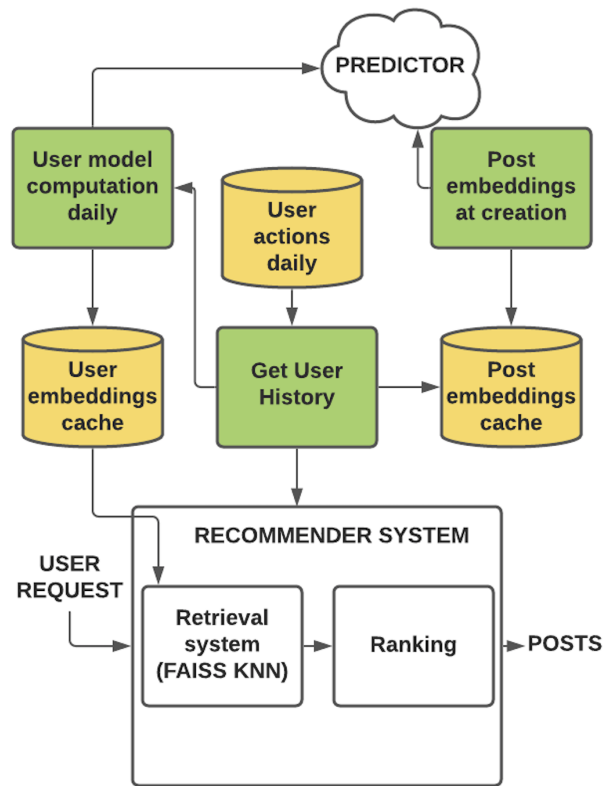 PREDICTOR
User model
computation
daily
User
actions
daily
Post
embeddings
at creation
User
embeddings
cache
Get User
History
Post
embeddings
cache
RECOMMENDER SYSTEM
USER
REQUEST
Retrieval
system
(FAISS KNN)
Ranking
POSTS